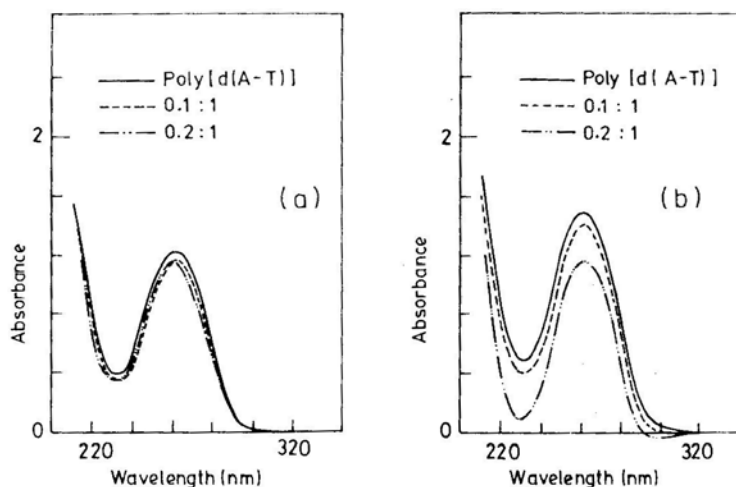 Poly [d(A-T)]
0.1 : 1
0.2 : 1
2
(a)
Absorbance
0
220
320
Wavelength (nm)
Poly [d(A-T)]
0.1 : 1
0.2 : 1
2
(b)
Absorbance
0
220
320
Wavelength (nm)